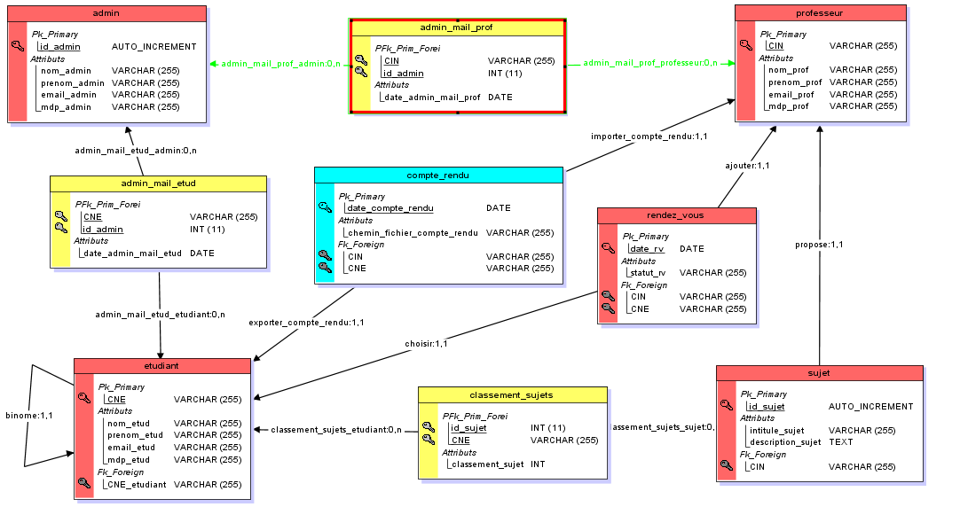 admin
Pk_Primary
id_admin AUTO_INCREMENT
Attributs
nom_admin VARCHAR (255)
prenom_admin VARCHAR (255)
email_admin VARCHAR (255)
mdp_admin VARCHAR (255)
admin_mail_prof_admin:0,n
admin_mail_prof
PFk_Prim_Forei
CIN VARCHAR (255)
id_admin INT (11)
Attributs
date_admin_mail_prof DATE
admin_mail_prof_professeur:0,n
professeur
Pk_Primary
CIN VARCHAR (255)
Attributs
nom_prof VARCHAR (255)
prenom_prof VARCHAR (255)
email_prof VARCHAR (255)
mdp_prof VARCHAR (255)
admin_mail_etud_admin:0,n
importer_compte_rendu:1,1
ajouter:1,1
admin_mail_etud
PFk_Prim_Forei
CNE VARCHAR (255)
id_admin INT (11)
Attributs
date_admin_mail_etud DATE
compte_rendu
Pk_Primary
date_compte_rendu DATE
Attributs
chemin_fichier_compte_rendu VARCHAR (255)
Fk_Foreign
CIN VARCHAR (255)
CNE VARCHAR (255)
rendez_vous
Pk_Primary
date_rv DATE
Attributs
statut_rv VARCHAR (255)
Fk_Foreign
CIN VARCHAR (255)
CNE VARCHAR (255)
propose:1,1
admin_mail_etud_etudiant:0,n
exporter_compte_rendu:1,1
choisir:1,1
binome:1,1
etudiant
Pk_Primary
CNE VARCHAR (255)
Attributs
nom_etud VARCHAR (255)
prenom_etud VARCHAR (255)
email_etud VARCHAR (255)
mdp_etud VARCHAR (255)
Fk_Foreign
CNE_etudiant VARCHAR (255)
classement_sujets_etudiant:0,n
classement_sujets
PFk_Prim_Forei
id_sujet INT (11)
CNE VARCHAR (255)
Attributs
classement_sujet INT
assement_sujets_sujet:0,
sujet
Pk_Primary
id_sujet AUTO_INCREMENT
Attributs
intitule_sujet VARCHAR (255)
description_sujet TEXT
Fk_Foreign
CIN VARCHAR (255)